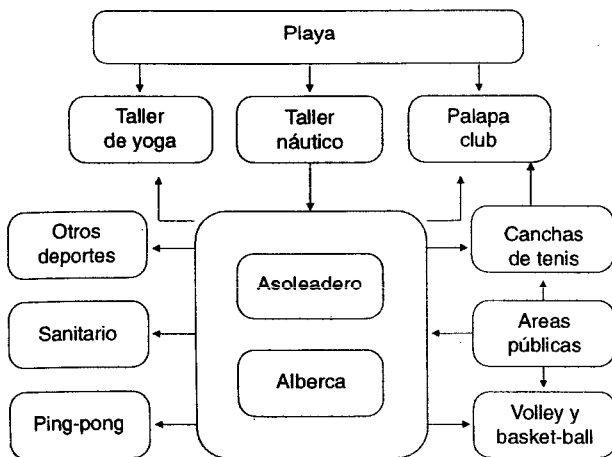 Playa
Taller
de yoga
Taller
náutico
Palapa
club
Otros
deportes
Asoleadero
Canchas
de tenis
Sanitario
Alberca
Areas
públicas
Ping-pong
Volley y
basket-ball